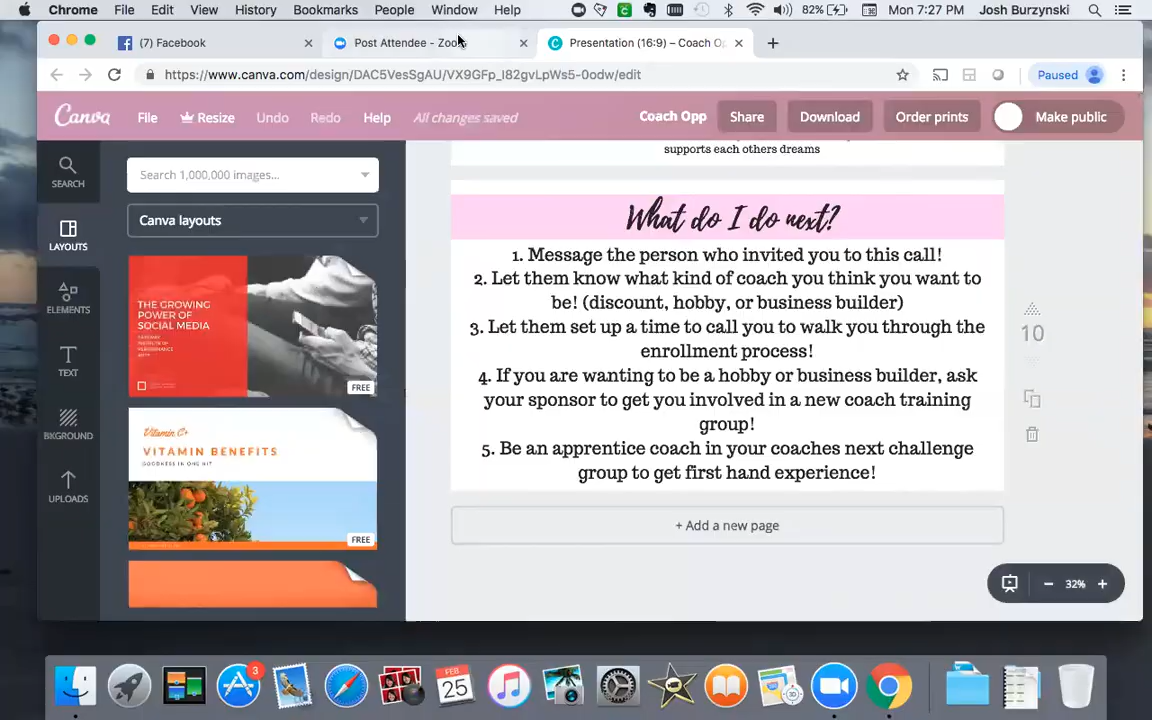 Chrome File Edit View History Bookmarks People Window Help 82% Mon 7:27 PM Josh Burzynski
(7) Facebook Post Attendee - Zoom Presentation (16:9) – Coach Op
https://www.canva.com/design/DAC5VesSgAU/VX9GFp_I82gvLpWs5-0odw/edit Paused
Canva File Resize Undo Redo Help All changes saved Coach Opp Share Download Order prints Make public
SEARCH
LAYOUTS
ELEMENTS
TEXT
BKGROUND
UPLOADS
Search 1,000,000 images...
Canva layouts
THE GROWING
POWER OF
SOCIAL MEDIA
FREE
Vitamin C+
VITAMIN BENEFITS
GOODNESS IN ONE HIT
FREE
supports each others dreams
What do I do next?
1. Message the person who invited you to this call!
2. Let them know what kind of coach you think you want to
be! (discount, hobby, or business builder)
3. Let them set up a time to call you to walk you through the
enrollment process!
4. If you are wanting to be a hobby or business builder, ask
your sponsor to get you involved in a new coach training
group!
5. Be an apprentice coach in your coaches next challenge
group to get first hand experience!
10
+ Add a new page
32%
3
FEB
25